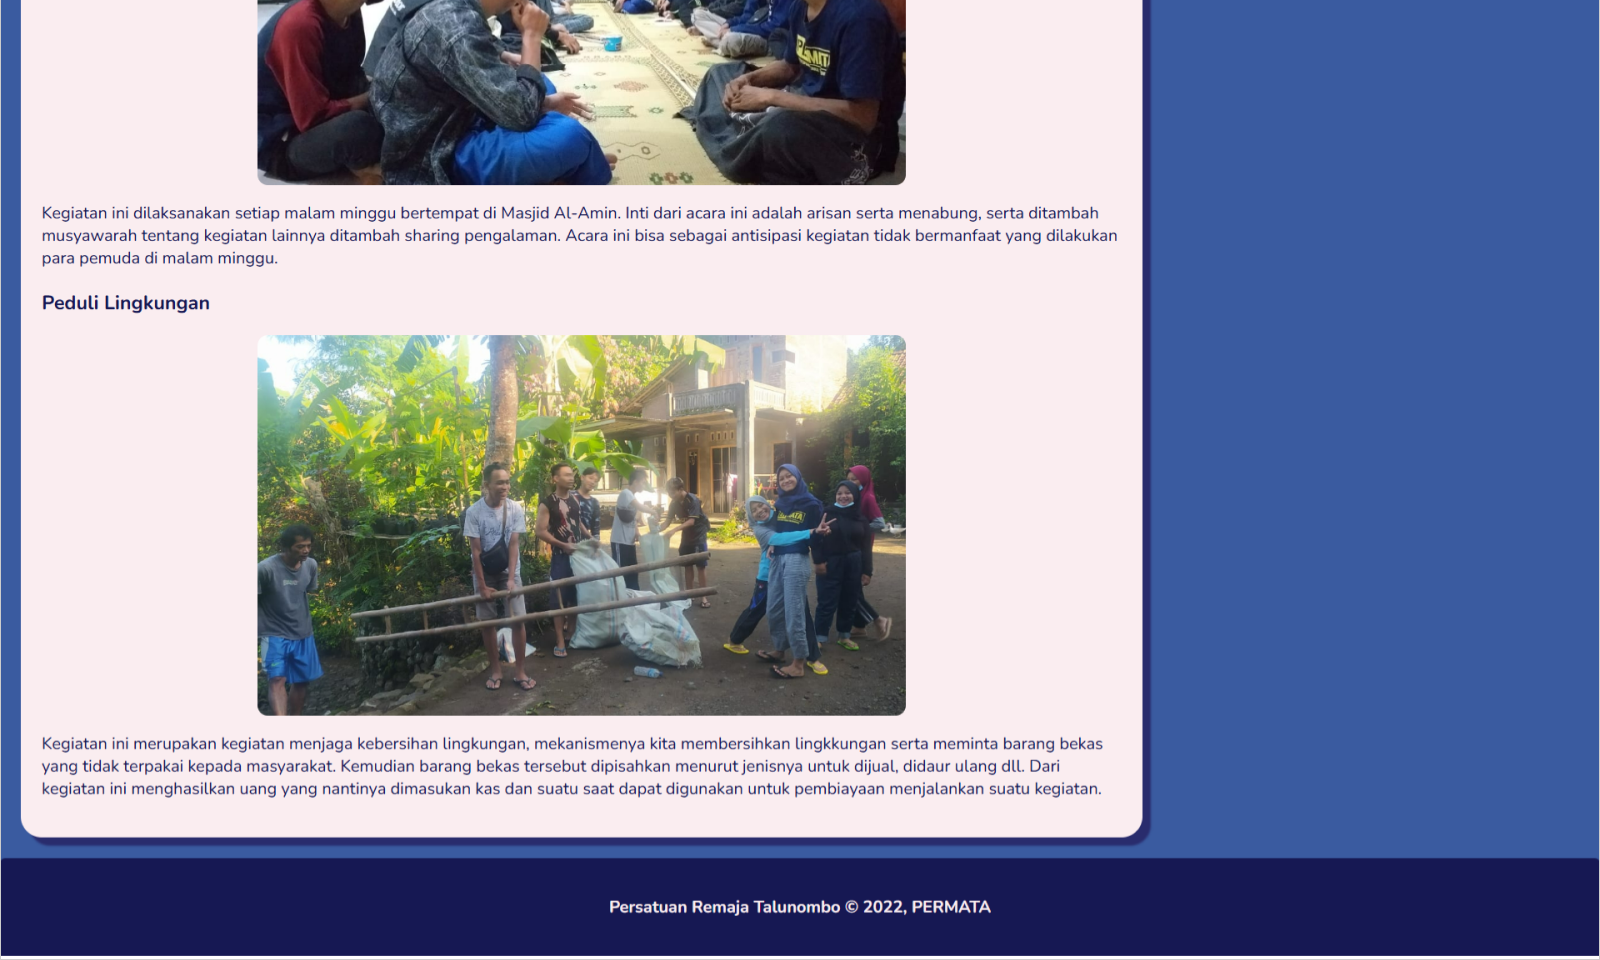 Kegiatan ini dilaksanakan setiap malam minggu bertempat di Masjid Al-Amin. Inti dari acara ini adalah arisan serta menabung, serta ditambah
musyawarah tentang kegiatan lainnya ditambah sharing pengalaman. Acara ini bisa sebagai antisipasi kegiatan tidak bermanfaat yang dilakukan
para pemuda di malam minggu.
Peduli Lingkungan
Kegiatan ini merupakan kegiatan menjaga kebersihan lingkungan, mekanismenya kita membersihkan lingkkungan serta meminta barang bekas
yang tidak terpakai kepada masyarakat. Kemudian barang bekas tersebut dipisahkan menurut jenisnya untuk dijual, didaur ulang dll. Dari
kegiatan ini menghasilkan uang yang nantinya dimasukan kas dan suatu saat dapat digunakan untuk pembiayaan menjalankan suatu kegiatan.
Persatuan Remaja Talunombo © 2022, PERMATA